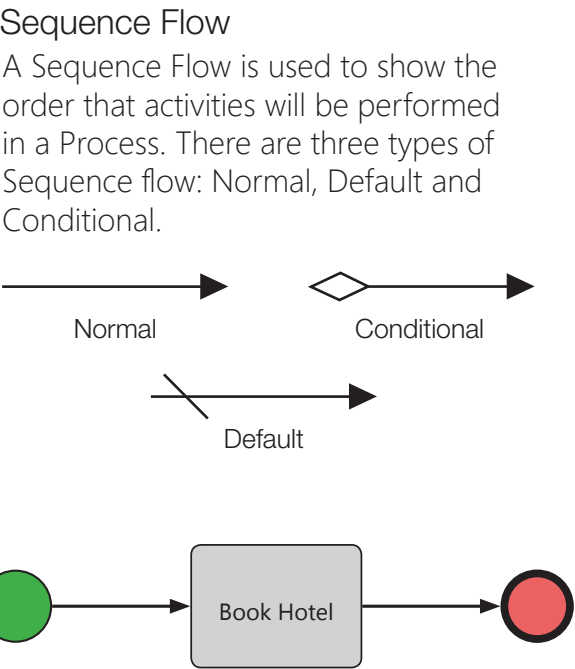 Sequence Flow
A Sequence Flow is used to show the
order that activities will be performed
in a Process. There are three types of
Sequence flow: Normal, Default and
Conditional.
Normal
Conditional
Default
Book Hotel